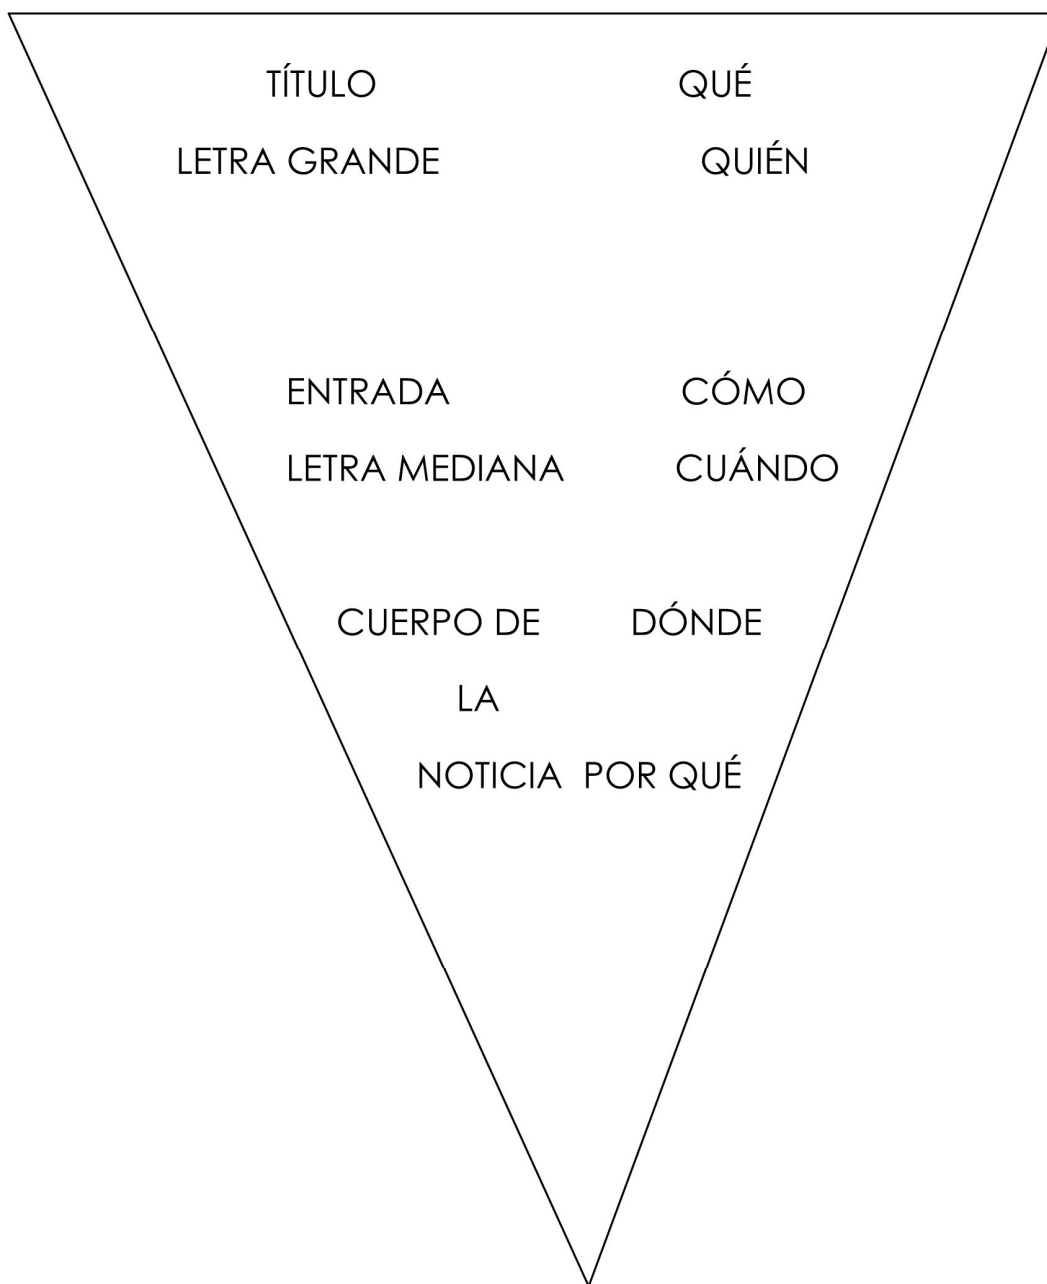 TÍTULO QUÉ
LETRA GRANDE QUIÉN
ENTRADA CÓMO
LETRA MEDIANA CUÁNDO
CUERPO DE DÓNDE
LA
NOTICIA POR QUÉ